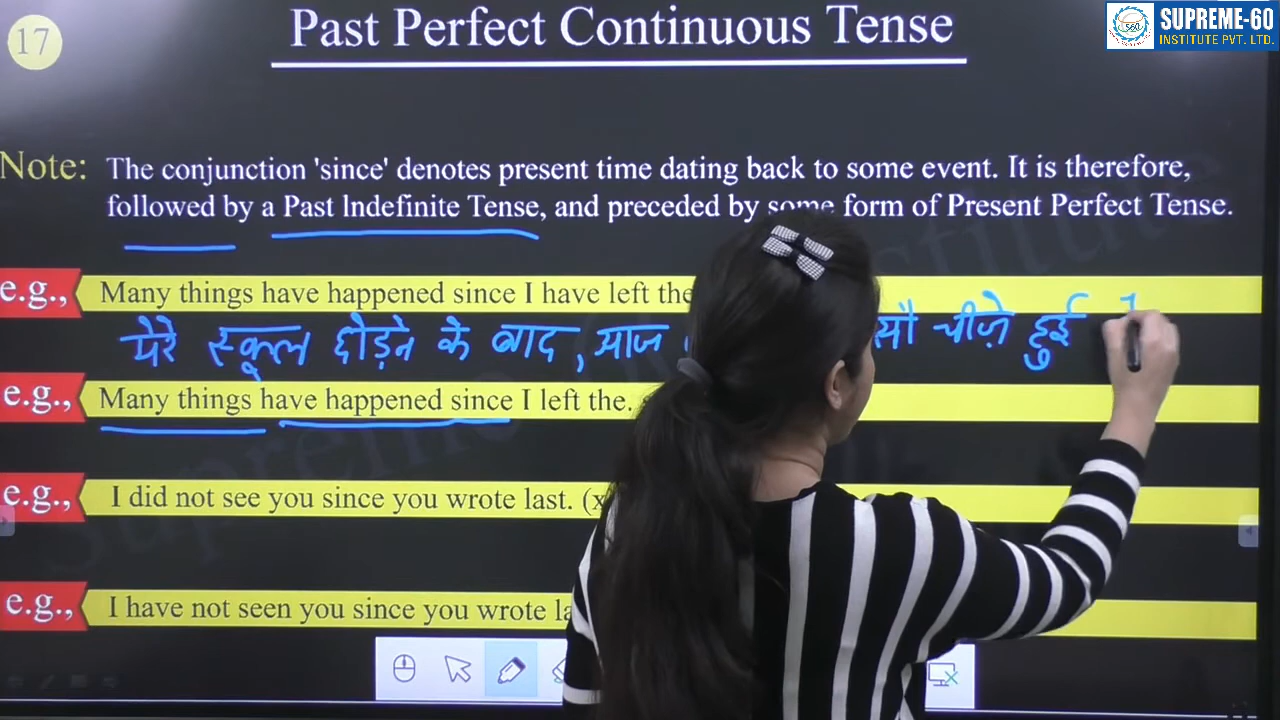 17
Past Perfect Continuous Tense
SUPREME-60
INSTITUTE PVT. LTD.
Note: The conjunction 'since' denotes present time dating back to some event. It is therefore,
followed by a Past Indefinite Tense, and preceded by some form of Present Perfect Tense.
e.g., Many things have happened since I have left the
मेरे स्कूल छोड़ने के बाद, आज सी चीज़े हुई
e.g., Many things have happened since I left the.
e.g., I did not see you since you wrote last. (x
e.g., I have not seen you since you wrote